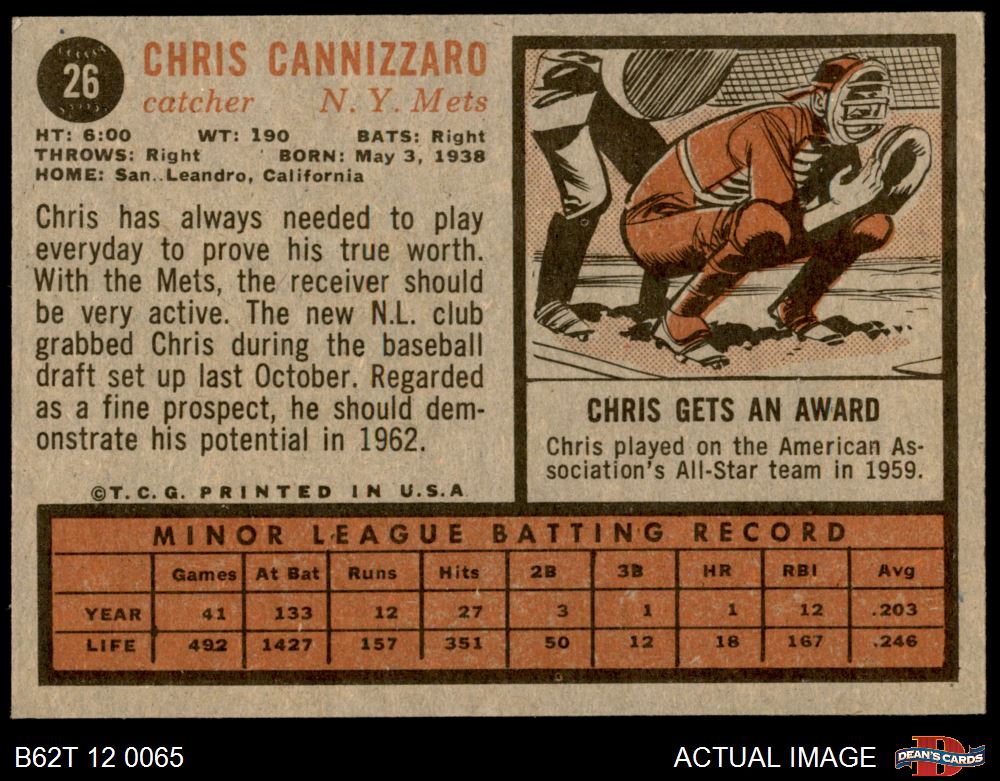 26
CHRIS CANNIZZARO
catcher N. Y. Mets
HT: 6:00 WT: 190 BATS: Right
THROWS: Right BORN: May 3, 1938
HOME: San Leandro, California
Chris has always needed to play
everyday to prove his true worth.
With the Mets, the receiver should
be very active. The new N.L. club
grabbed Chris during the baseball
draft set up last October. Regarded
as a fine prospect, he should dem-
onstrate his potential in 1962.
©T.C.G. PRINTED IN U.S.A
CHRIS GETS AN AWARD
Chris played on the American As-
sociation's All-Star team in 1959.
MINOR LEAGUE BATTING RECORD
Games At Bat Runs Hits 2B 3B HR RBI Avg
YEAR 41 133 12 27 3 1 1 12 .203
LIFE 492 1427 157 351 50 12 18 167 .246
B62T 12 0065 ACTUAL IMAGE DEAN'S CARDS